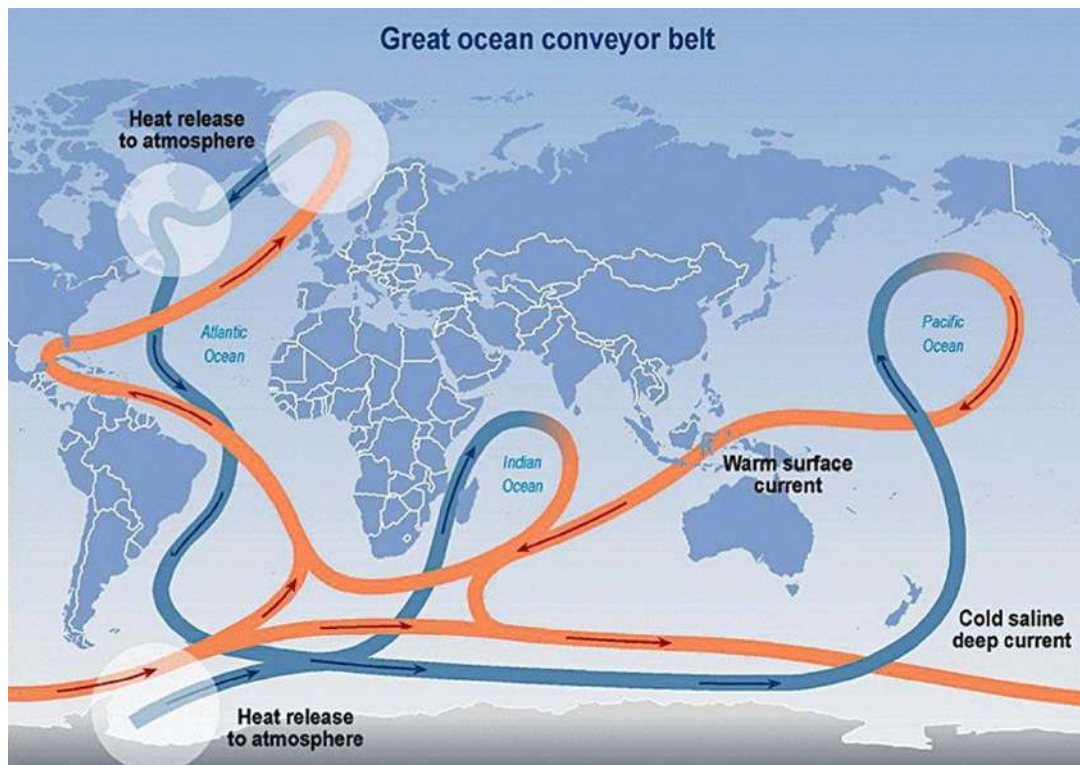 Great ocean conveyor belt
Heat release
to atmosphere
Atlantic
Ocean
Pacific
Ocean
Indian
Ocean
Warm surface
current
Cold saline
deep current
Heat release
to atmosphere